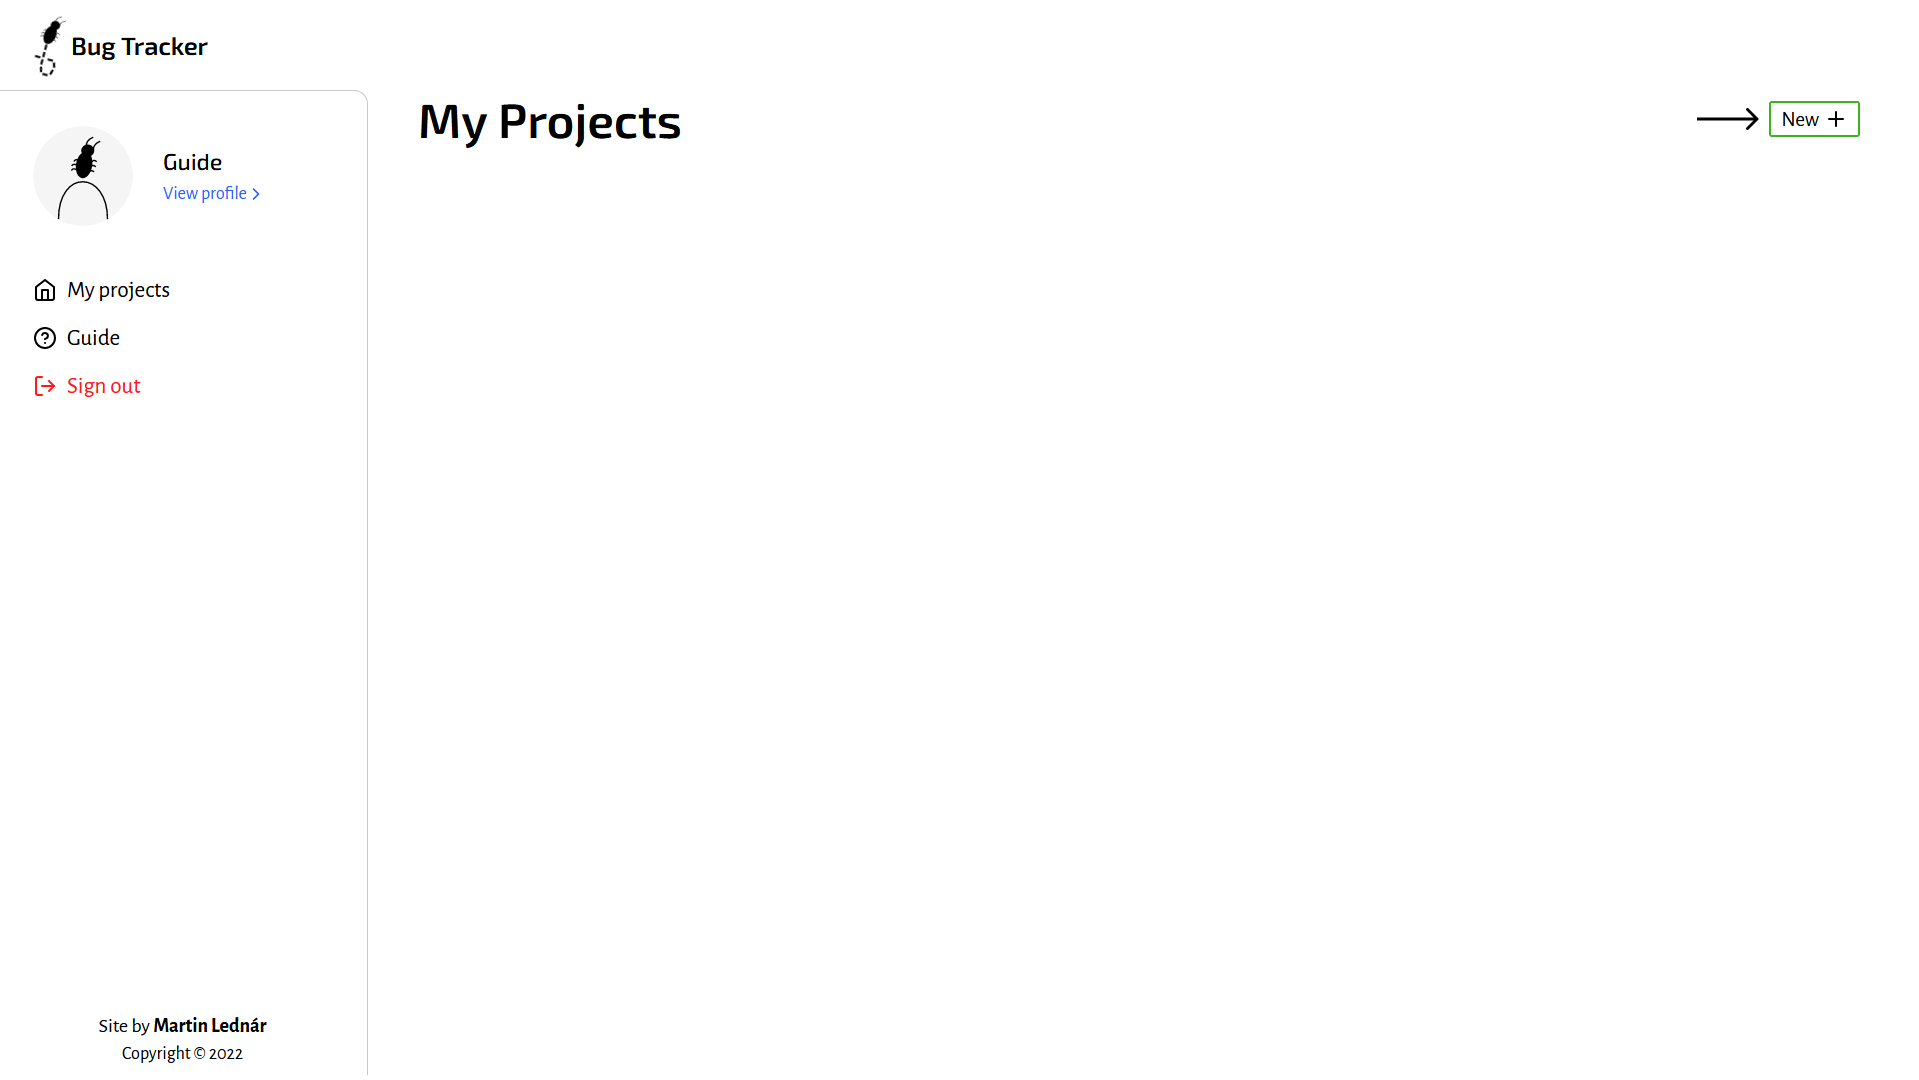 Bug Tracker
Guide
View profile
My projects
Guide
Sign out
Site by Martin Lednár
Copyright © 2022
My Projects
New